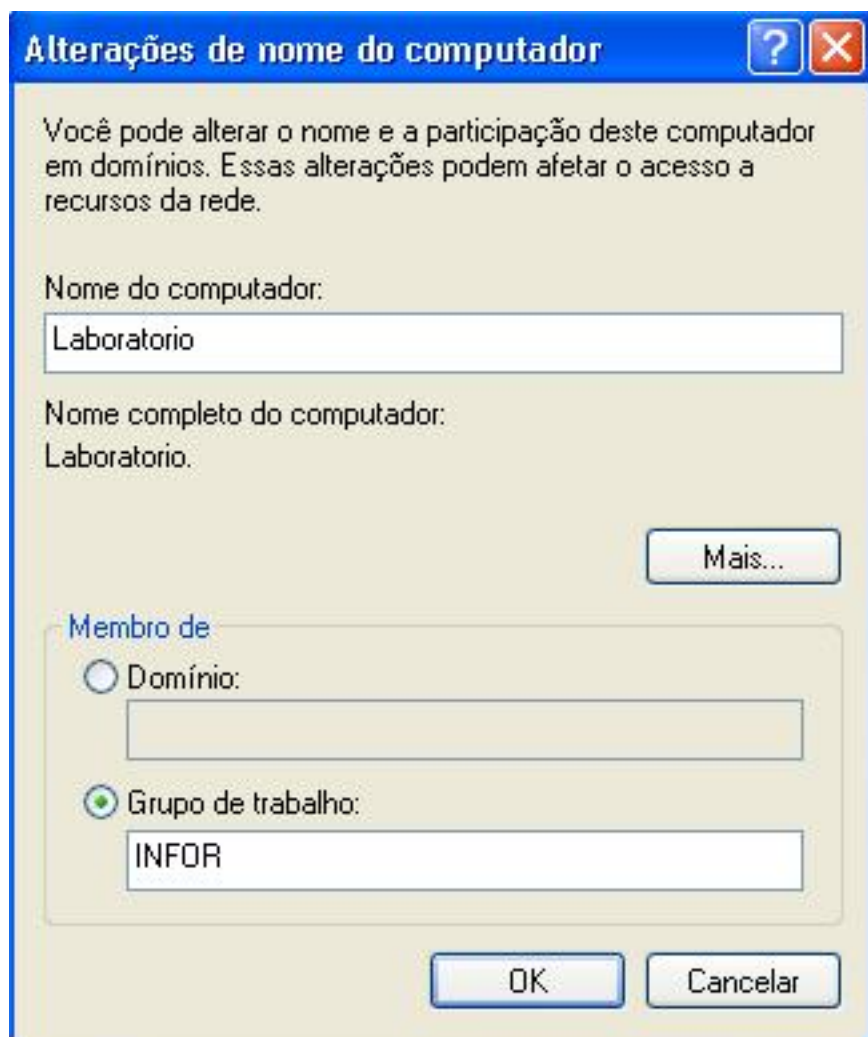 Alterações de nome do computador
Você pode alterar o nome e a participação deste computador
em domínios. Essas alterações podem afetar o acesso a
recursos da rede.
Nome do computador:
Laboratorio
Nome completo do computador:
Laboratorio.
Mais...
Membro de
Domínio:
Grupo de trabalho:
INFOR
OK
Cancelar